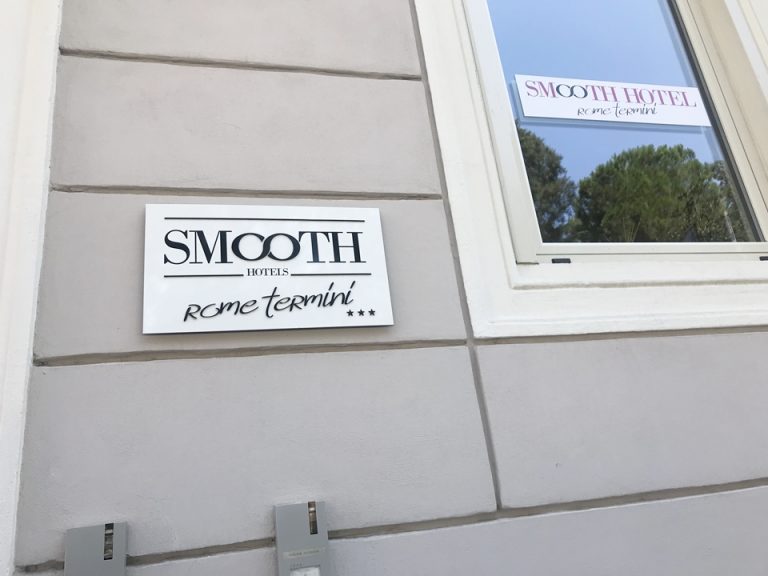 SMOOTH
HOTELS
Rome termini
★★★
SMOOTH HOTEL
Rome termini